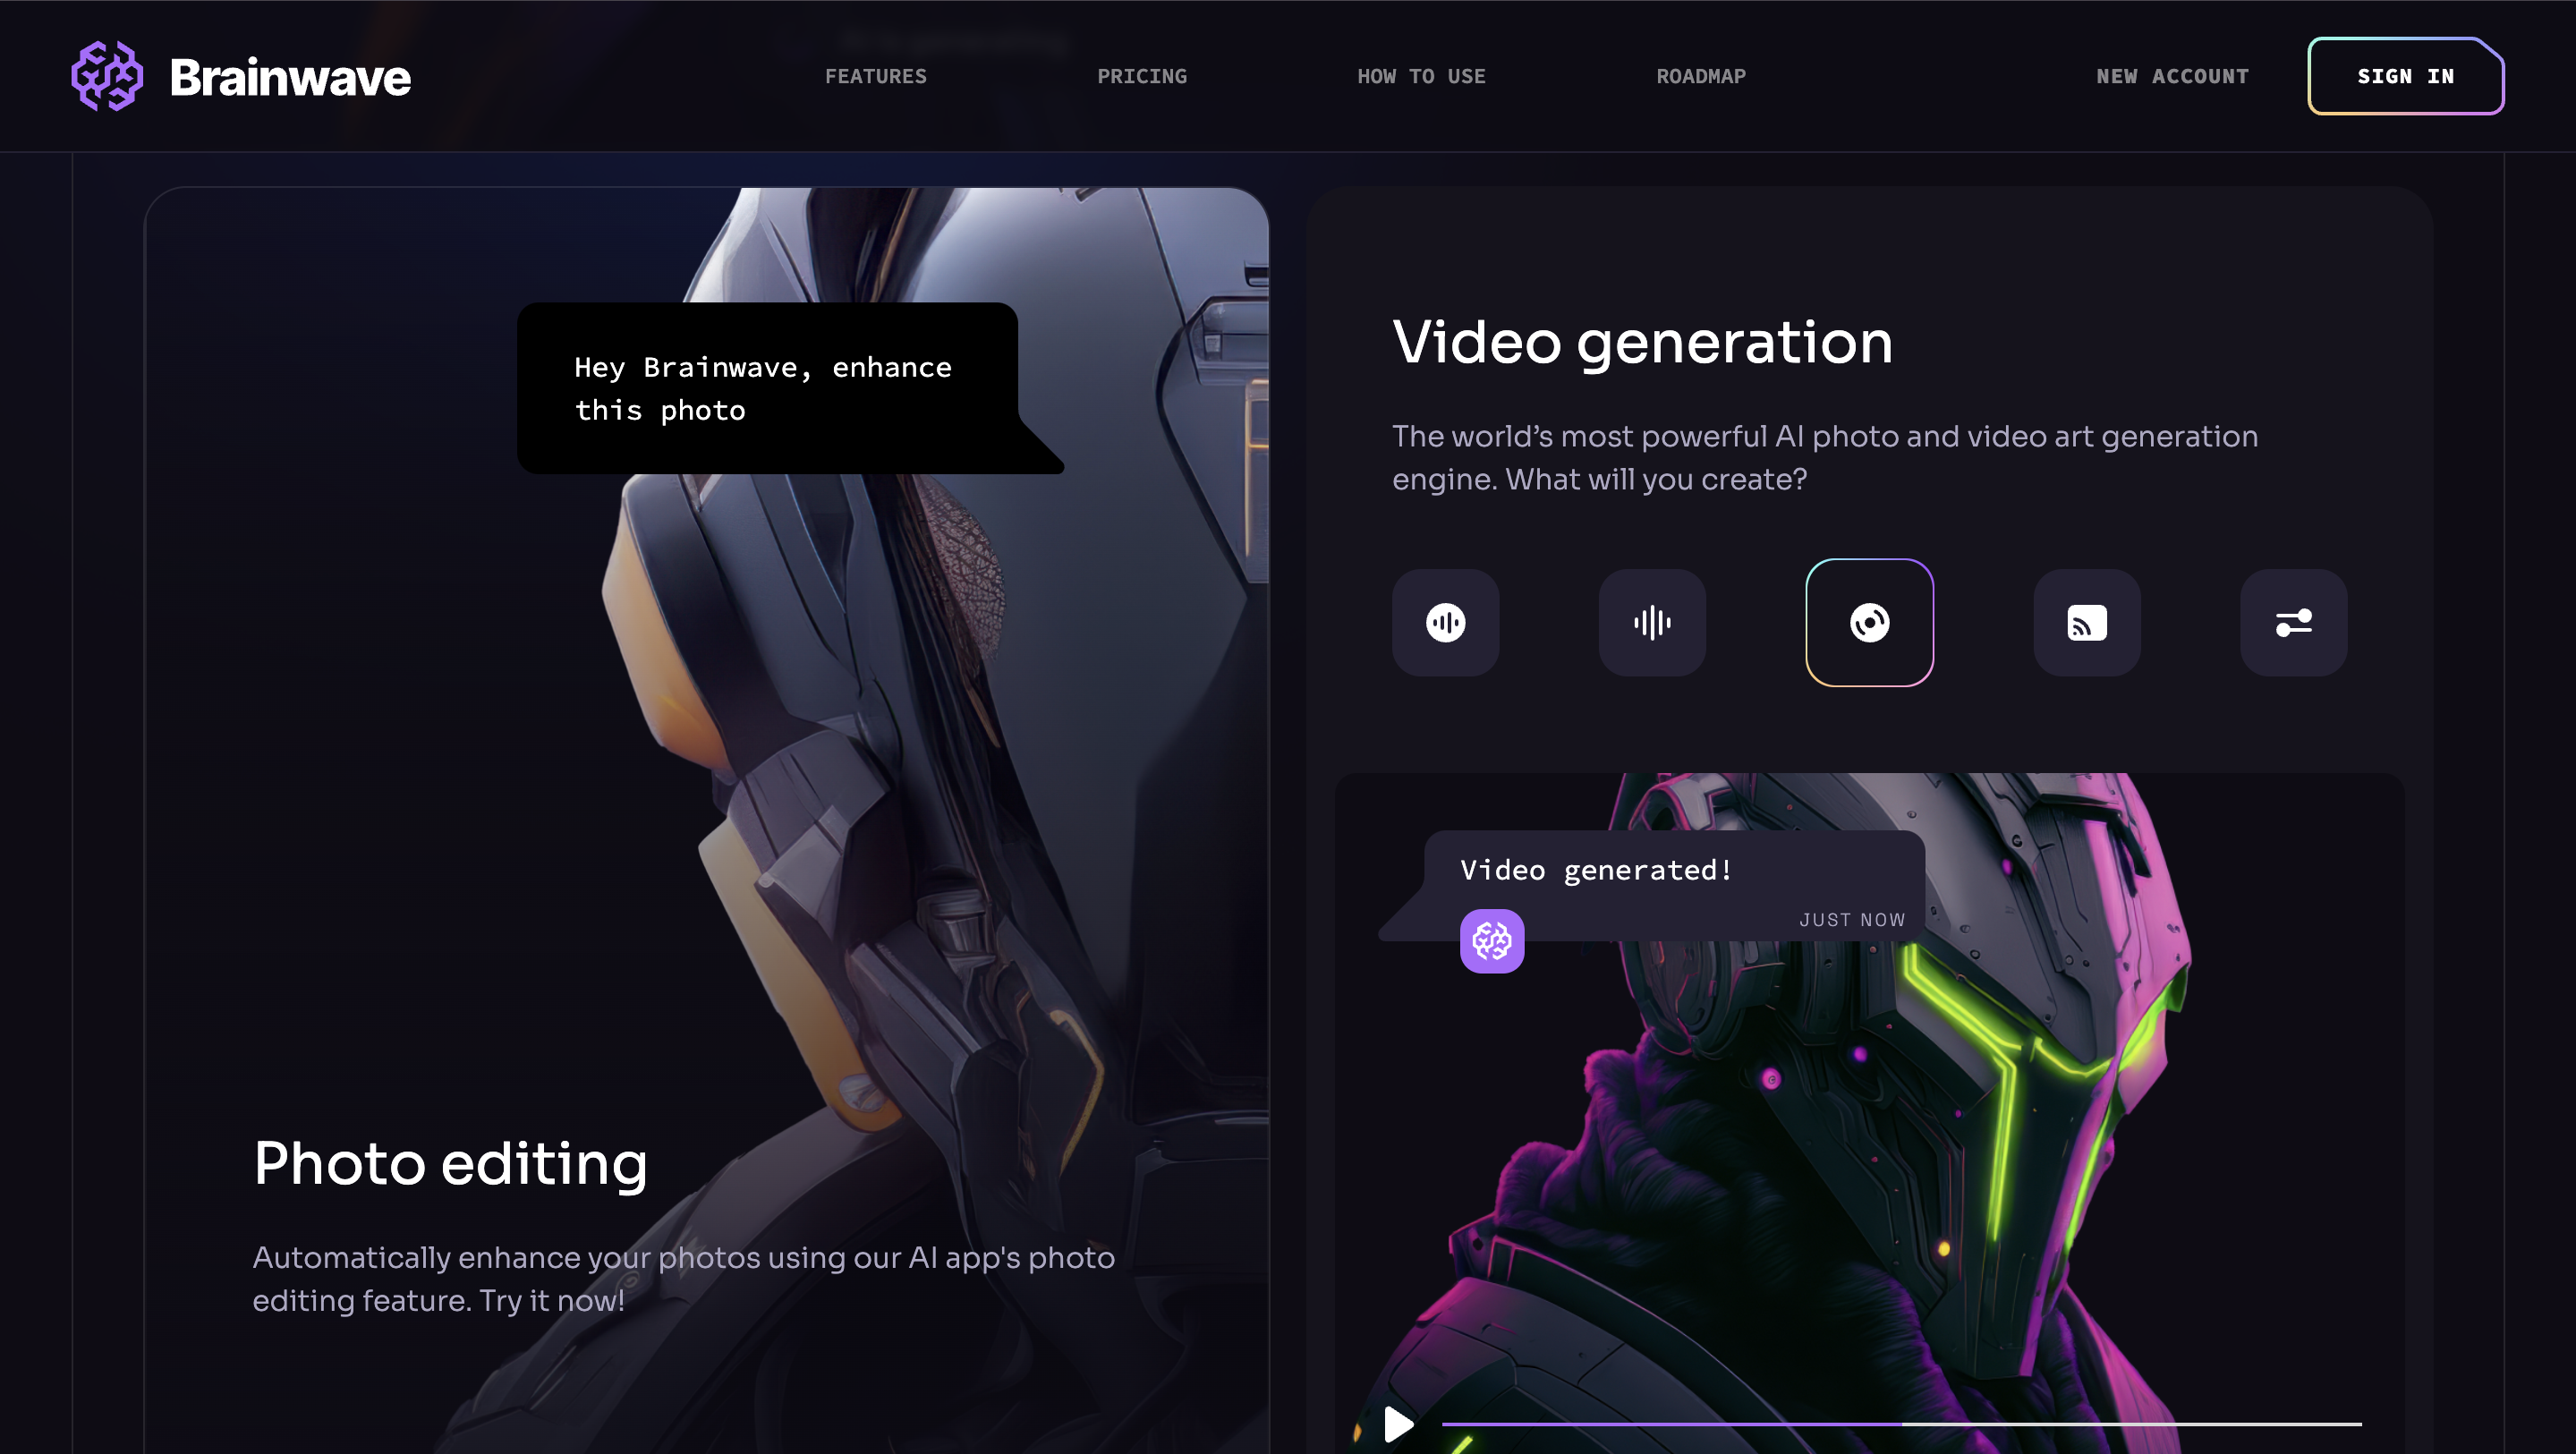 Brainwave
FEATURES
PRICING
HOW TO USE
ROADMAP
NEW ACCOUNT
SIGN IN
Hey Brainwave, enhance
this photo
Photo editing
Automatically enhance your photos using our AI app's photo
editing feature. Try it now!
Video generation
The world’s most powerful AI photo and video art generation
engine. What will you create?
Video generated!
JUST NOW